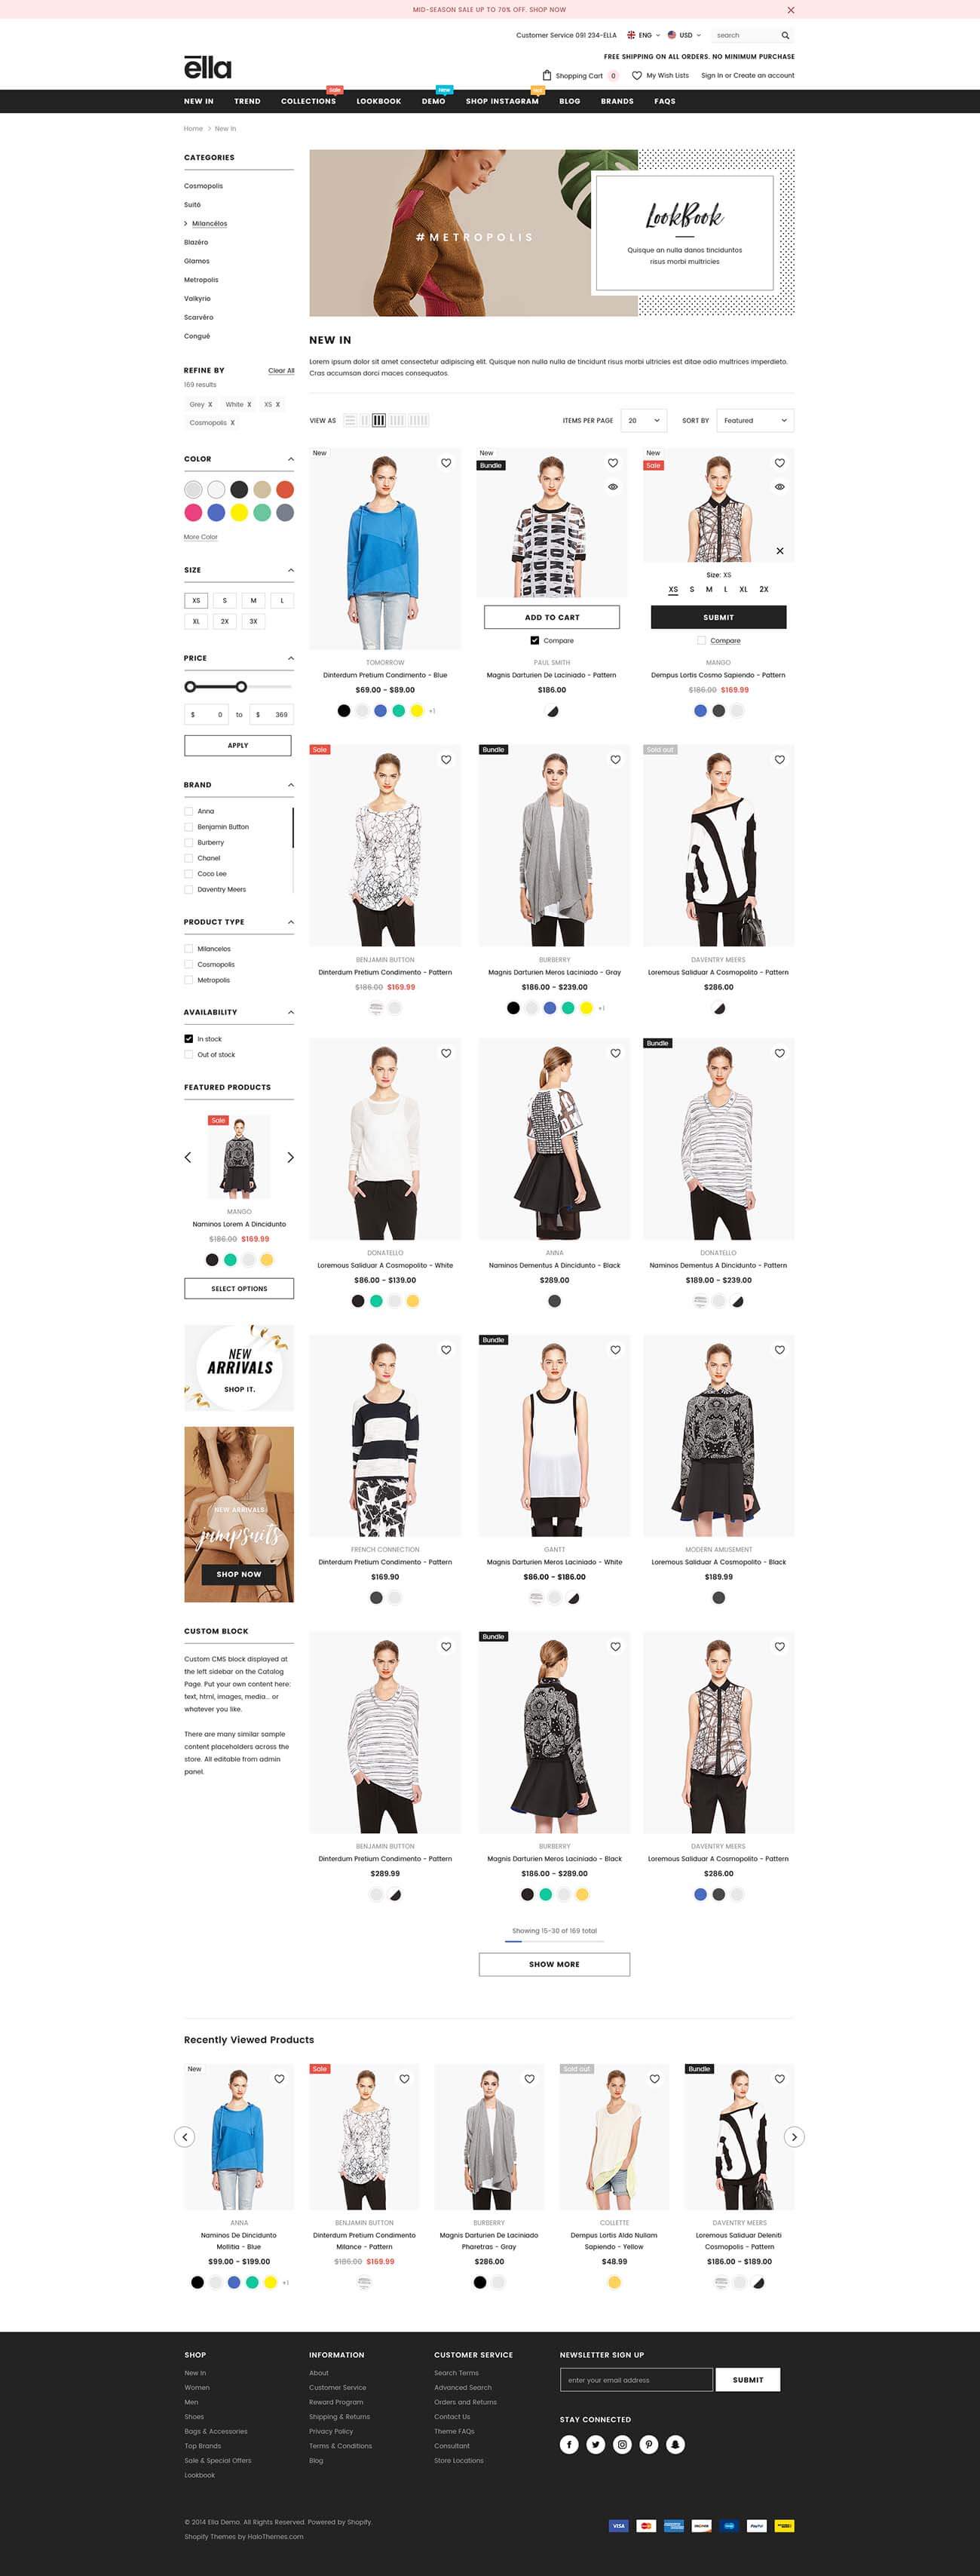 MID-SEASON SALE UP TO 70% OFF. SHOP NOW
Customer Service 091 234-ELLA
ENG
USD
search
FREE SHIPPING ON ALL ORDERS. NO MINIMUM PURCHASE
ella
Shopping Cart 0
My Wish Lists
Sign In or Create an account
Sale
New
NEW IN TREND COLLECTIONS LOOKBOOK DEMO SHOP INSTAGRAM BLOG BRANDS FAQS
Home > New In
CATEGORIES
Cosmopolis
Suitó
> Milancélos
Blazéro
Glamos
Metropolis
Valkyrio
Scarvéro
Congué
REFINE BY Clear All
169 results
Grey X White X XS X
Cosmopolis X
COLOR
More Color
SIZE
XS S M L
XL 2X 3X
PRICE
$ 0 to $ 369
APPLY
BRAND
Anna
Benjamin Button
Burberry
Chanel
Coco Lee
Daventry Meers
PRODUCT TYPE
Milancelos
Cosmopolis
Metropolis
AVAILABILITY
In stock
Out of stock
FEATURED PRODUCTS
Sale
MANGO
Naminos Lorem A Dincidunto
$186.00 $169.99
SELECT OPTIONS
NEW
ARRIVALS
SHOP IT.
NEW ARRIVALS
jumpsuits
SHOP NOW
CUSTOM BLOCK
Custom CMS block displayed at
the left sidebar on the Catalog
Page. Put your own content here:
text, html, images, media... or
whatever you like.
There are many similar sample
content placeholders across the
store. All editable from admin
panel.
#METROPOLIS
LookBook
Quisque an nulla danos tinciduntos
risus morbi multricies
NEW IN
Lorem ipsum dolor sit amet consectetur adipiscing elit. Quisque non nulla nulla de tincidunt risus morbi ultricies est ditae odio multrices imperdieto.
Cras accumsan dorci maces consequatos.
VIEW AS
ITEMS PER PAGE 20
SORT BY Featured
New
TOMORROW
Dinterdum Pretium Condimento - Blue
$69.00 - $89.00
+1
New
Bundle
ADD TO CART
Compare
PAUL SMITH
Magnis Darturien De Laciniado - Pattern
$186.00
New
Sale
Size: XS
XS S M L XL 2X
SUBMIT
Compare
MANGO
Dempus Lortis Cosmo Sapiendo - Pattern
$186.00 $169.99
Sale
BENJAMIN BUTTON
Dinterdum Pretium Condimento - Pattern
$186.00 $169.99
Bundle
BURBERRY
Magnis Darturien Meros Laciniado - Gray
$186.00 - $239.00
+1
Sold out
DAVENTRY MEERS
Loremous Saliduar A Cosmopolito - Pattern
$286.00
DONATELLO
Loremous Saliduar A Cosmopolito - White
$86.00 - $139.00
ANNA
Naminos Dementus A Dincidunto - Black
$289.00
Bundle
DONATELLO
Naminos Dementus A Dincidunto - Pattern
$189.00 - $239.00
FRENCH CONNECTION
Dinterdum Pretium Condimento - Pattern
$169.90
Bundle
GANTT
Magnis Darturien Meros Laciniado - White
$86.00 - $186.00
MODERN AMUSEMENT
Loremous Saliduar A Cosmopolito - Black
$189.99
BENJAMIN BUTTON
Dinterdum Pretium Condimento - Pattern
$289.99
Bundle
BURBERRY
Magnis Darturien Meros Laciniado - Black
$186.00 - $289.00
DAVENTRY MEERS
Loremous Saliduar A Cosmopolito - Pattern
$286.00
Showing 15-30 of 169 total
SHOW MORE
Recently Viewed Products
New
ANNA
Naminos De Dincidunto
Mollitia - Blue
$99.00 - $199.00
+1
Sale
BENJAMIN BUTTON
Dinterdum Pretium Condimento
Milance - Pattern
$186.00 $169.99
BURBERRY
Magnis Darturien De Laciniado
Pharetras - Gray
$286.00
Sold out
COLLETTE
Dempus Lortis Aldo Nullam
Sapiendo - Yellow
$48.99
Bundle
DAVENTRY MEERS
Loremous Saliduar Deleniti
Cosmopolis - Pattern
$186.00 - $189.00
SHOP
New In
Women
Men
Shoes
Bags & Accessories
Top Brands
Sale & Special Offers
Lookbook
INFORMATION
About
Customer Service
Reward Program
Shipping & Returns
Privacy Policy
Terms & Conditions
Blog
CUSTOMER SERVICE
Search Terms
Advanced Search
Orders and Returns
Contact Us
Theme FAQs
Consultant
Store Locations
NEWSLETTER SIGN UP
enter your email address
SUBMIT
STAY CONNECTED
© 2014 Ella Demo. All Rights Reserved. Powered by Shopify.
Shopify Themes by HaloThemes.com
VISA
PayPal